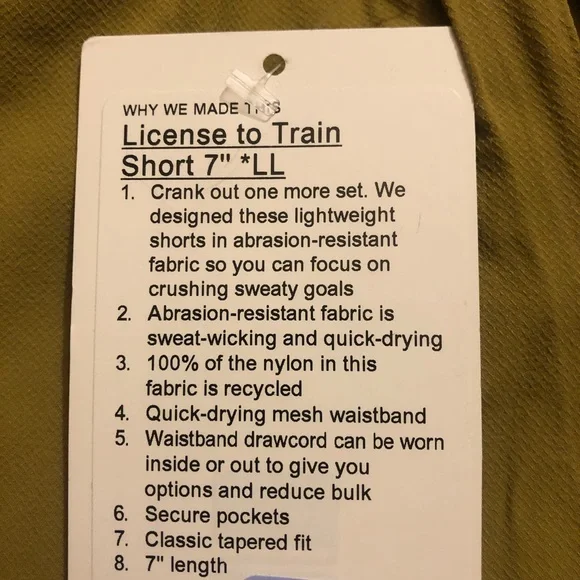 WHY WE MADE THIS
License to Train
Short 7" *LL
1. Crank out one more set. We
designed these lightweight
shorts in abrasion-resistant
fabric so you can focus on
crushing sweaty goals
2. Abrasion-resistant fabric is
sweat-wicking and quick-drying
3. 100% of the nylon in this
fabric is recycled
4. Quick-drying mesh waistband
5. Waistband drawcord can be worn
inside or out to give you
options and reduce bulk
6. Secure pockets
7. Classic tapered fit
8. 7" length